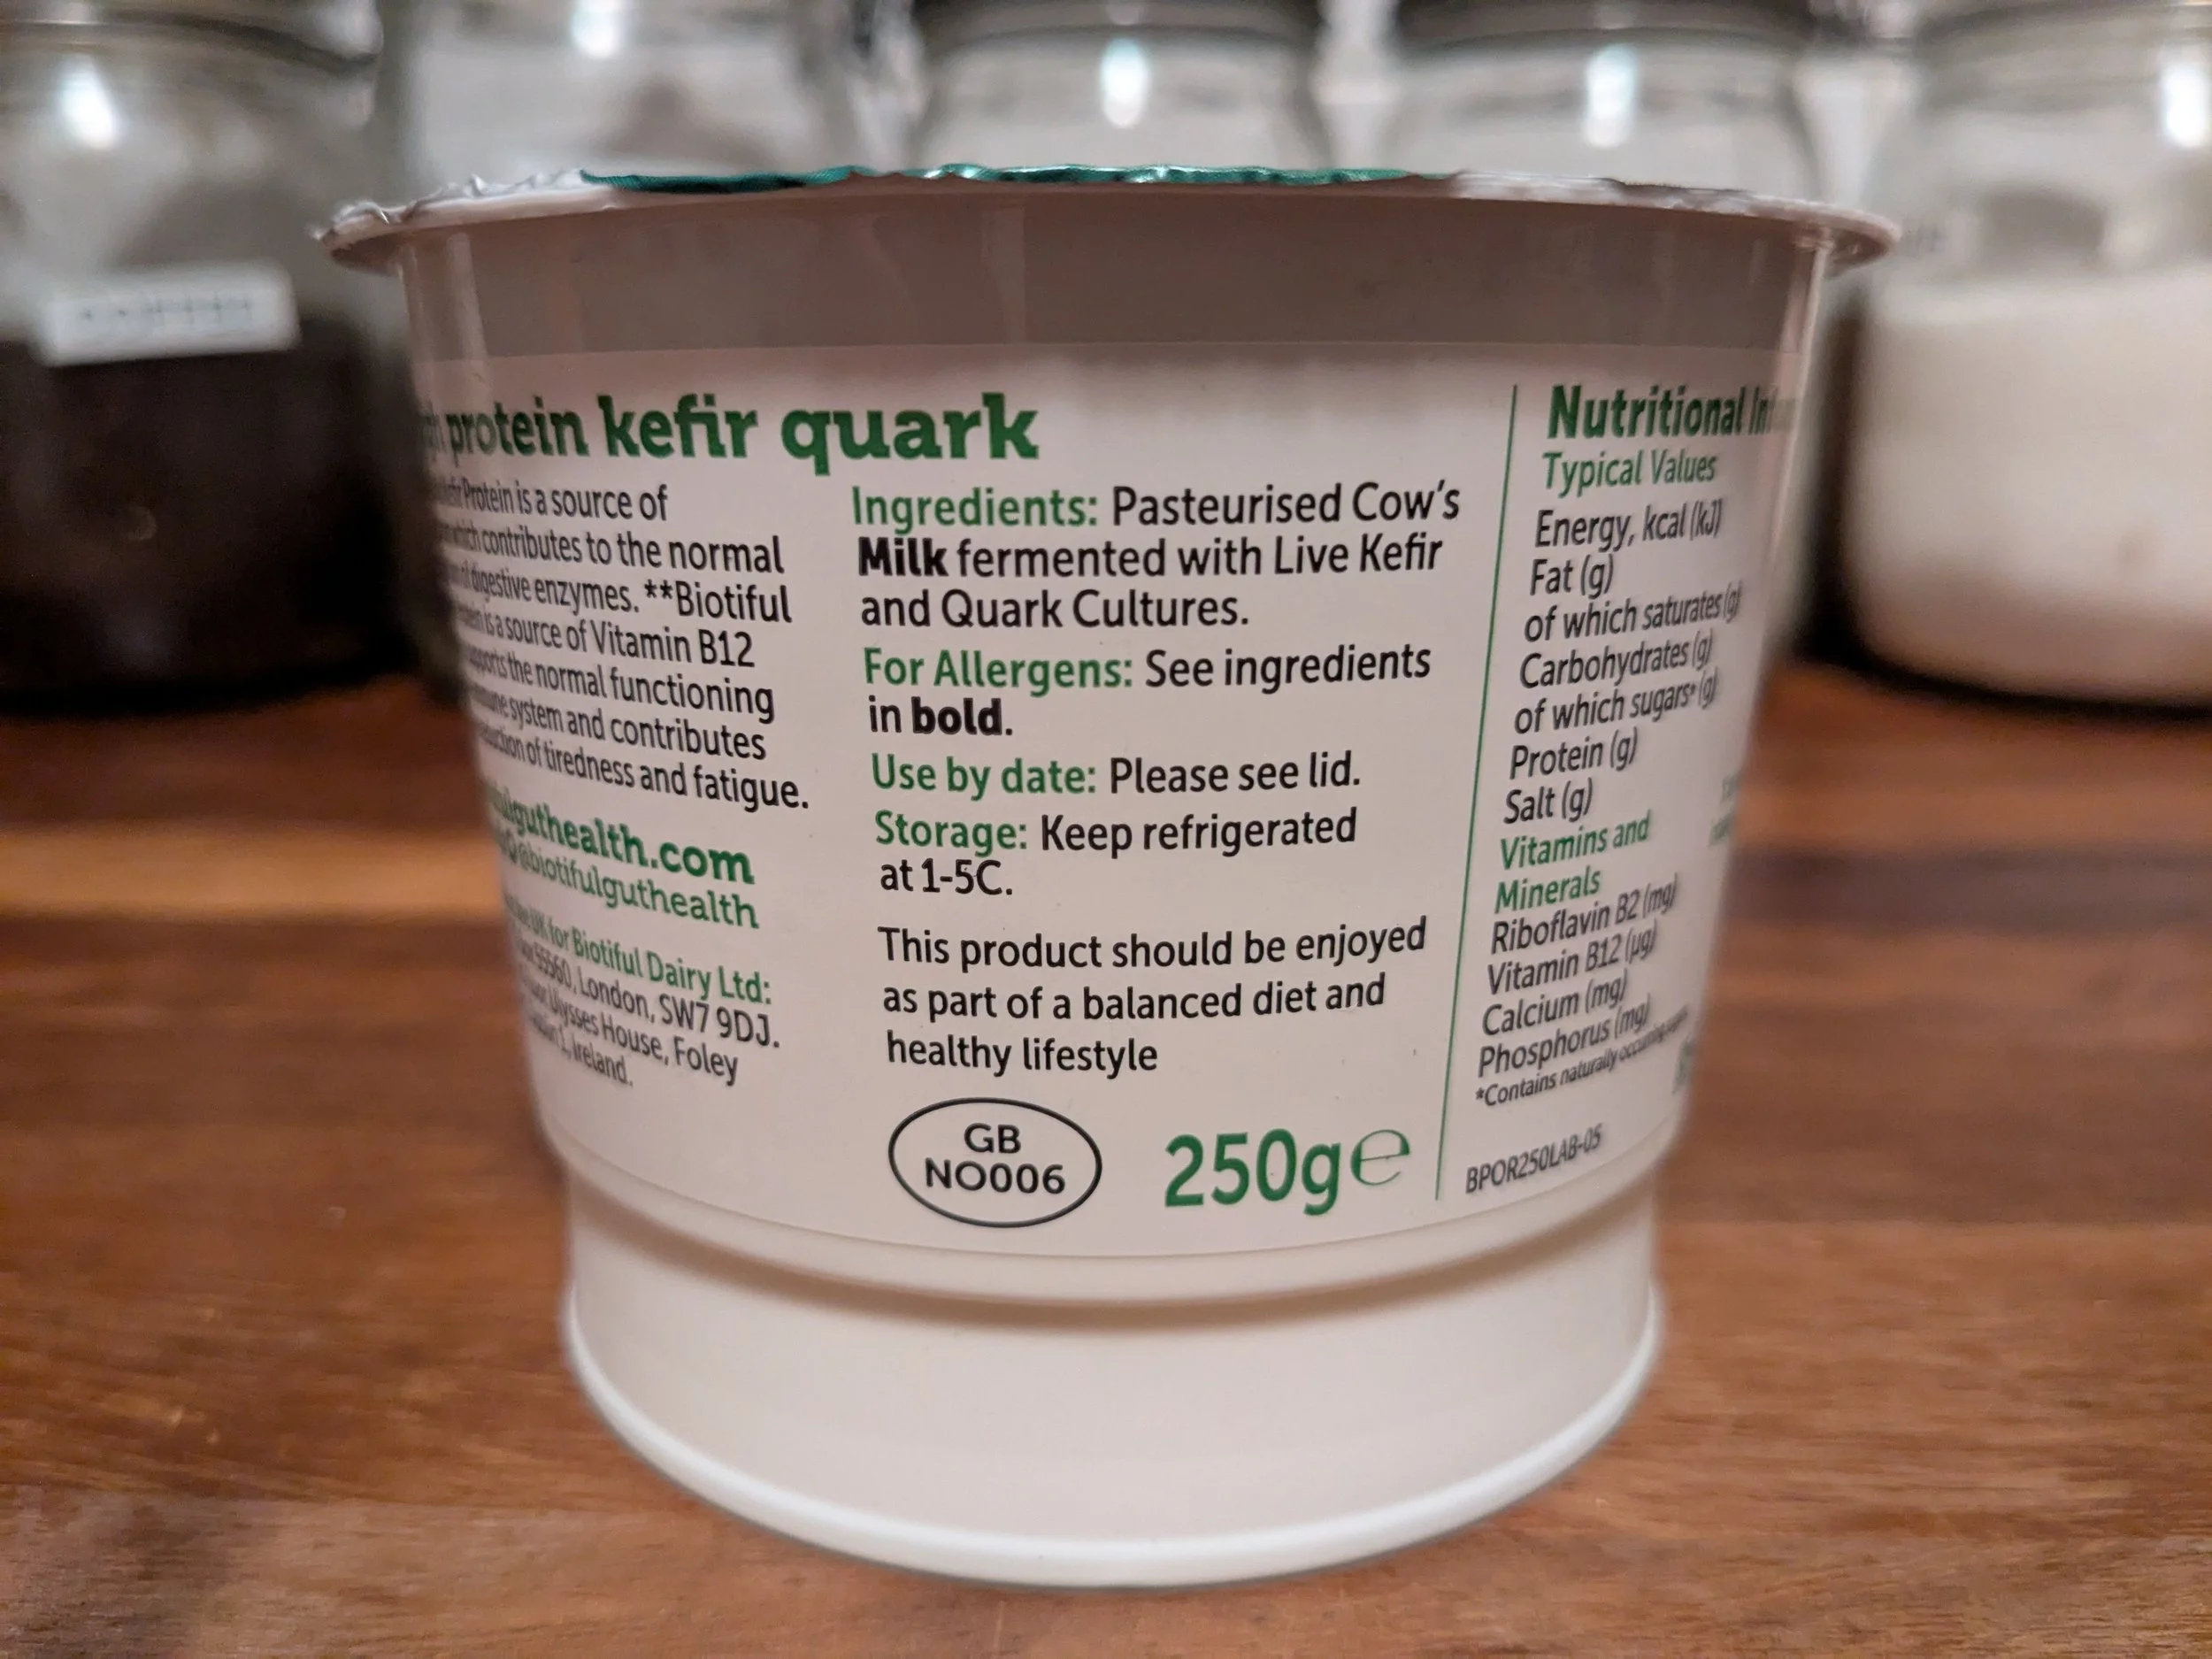 protein kefir quark
Protein is a source of
which contributes to the normal
digestive enzymes. **Biotiful
is a source of Vitamin B12
supports the normal functioning
system and contributes
of tiredness and fatigue.
guthealth.com
@biotifulguthealth
UK for Biotiful Dairy Ltd:
55560, London, SW7 9DJ.
Ulysses House, Foley
1, Ireland.
Ingredients: Pasteurised Cow's
Milk fermented with Live Kefir
and Quark Cultures.
For Allergens: See ingredients
in bold.
Use by date: Please see lid.
Storage: Keep refrigerated
at 1-5C.
This product should be enjoyed
as part of a balanced diet and
healthy lifestyle
GB
NO006
250g℮
Nutritional
Typical Values
Energy, kcal (kJ)
Fat (g)
of which saturates (g)
Carbohydrates (g)
of which sugars* (g)
Protein (g)
Salt (g)
Vitamins and
Minerals
Riboflavin B2 (mg)
Vitamin B12 (µg)
Calcium (mg)
Phosphorus (mg)
*Contains naturally occurring
BPOR250LAB-05